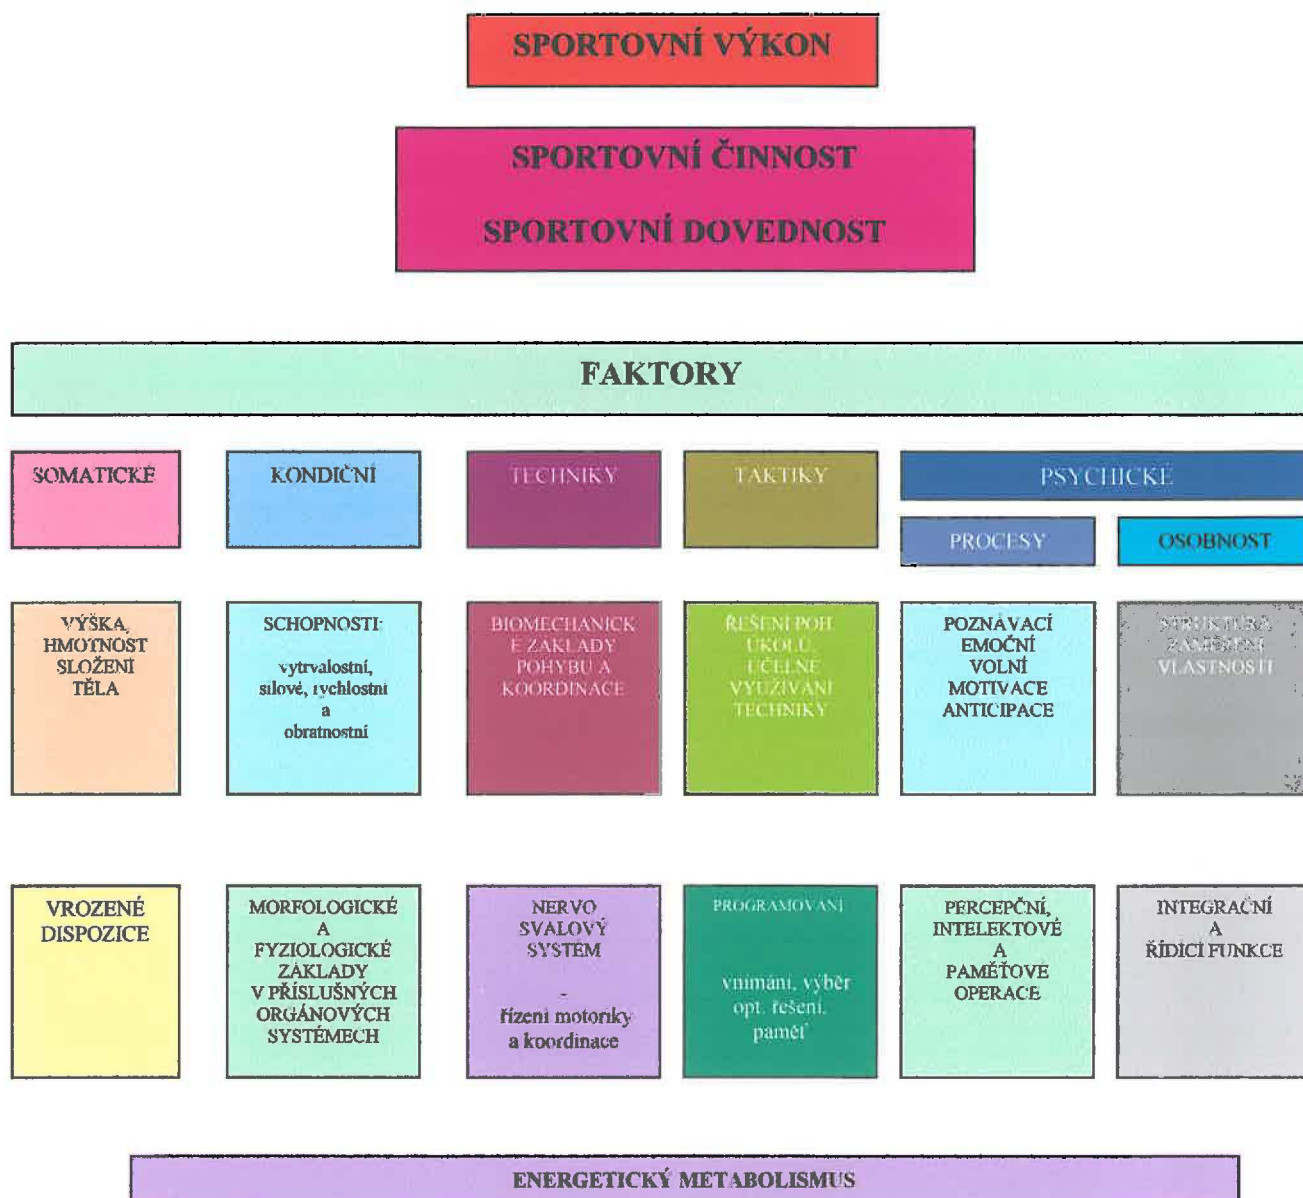 SPORTOVNÍ VÝKON
SPORTOVNÍ ČINNOST
SPORTOVNÍ DOVEDNOST
FAKTORY
SOMATICKÉ
KONDIČNÍ
TECHNIKY
TAKTIKY
PSYCHICKÉ
PROCESY
OSOBNOST
VÝŠKA,
HMOTNOST
SLOŽENÍ
TĚLA
SCHOPNOSTI:
vytrvalostní,
silové, rychlostní
a
obratnostní
BIOMECHANICK
É ZÁKLADY
POHYBU A
KOORDINACE
ŘEŠENÍ POH.
ÚKOLŮ,
ÚČELNÉ
VYUŽÍVÁNÍ
TECHNIKY
POZNÁVACÍ
EMOČNÍ
VOLNÍ
MOTIVACE
ANTICIPACE
STRUKTURA
ZAMĚŘENÍ
VLASTNOSTI
VROZENÉ
DISPOZICE
MORFOLOGICKÉ
A
FYZIOLOGICKÉ
ZÁKLADY
V PŘÍSLUŠNÝCH
ORGÁNOVÝCH
SYSTÉMECH
NERVO
SVALOVÝ
SYSTÉM
-
řízení motoriky
a koordinace
PROGRAMOVÁNÍ
vnímání, výběr
opt. řešení,
paměť
PERCEPČNÍ,
INTELEKTOVÉ
A
PAMĚŤOVÉ
OPERACE
INTEGRAČNÍ
A
ŘÍDÍCÍ FUNKCE
ENERGETICKÝ METABOLISMUS